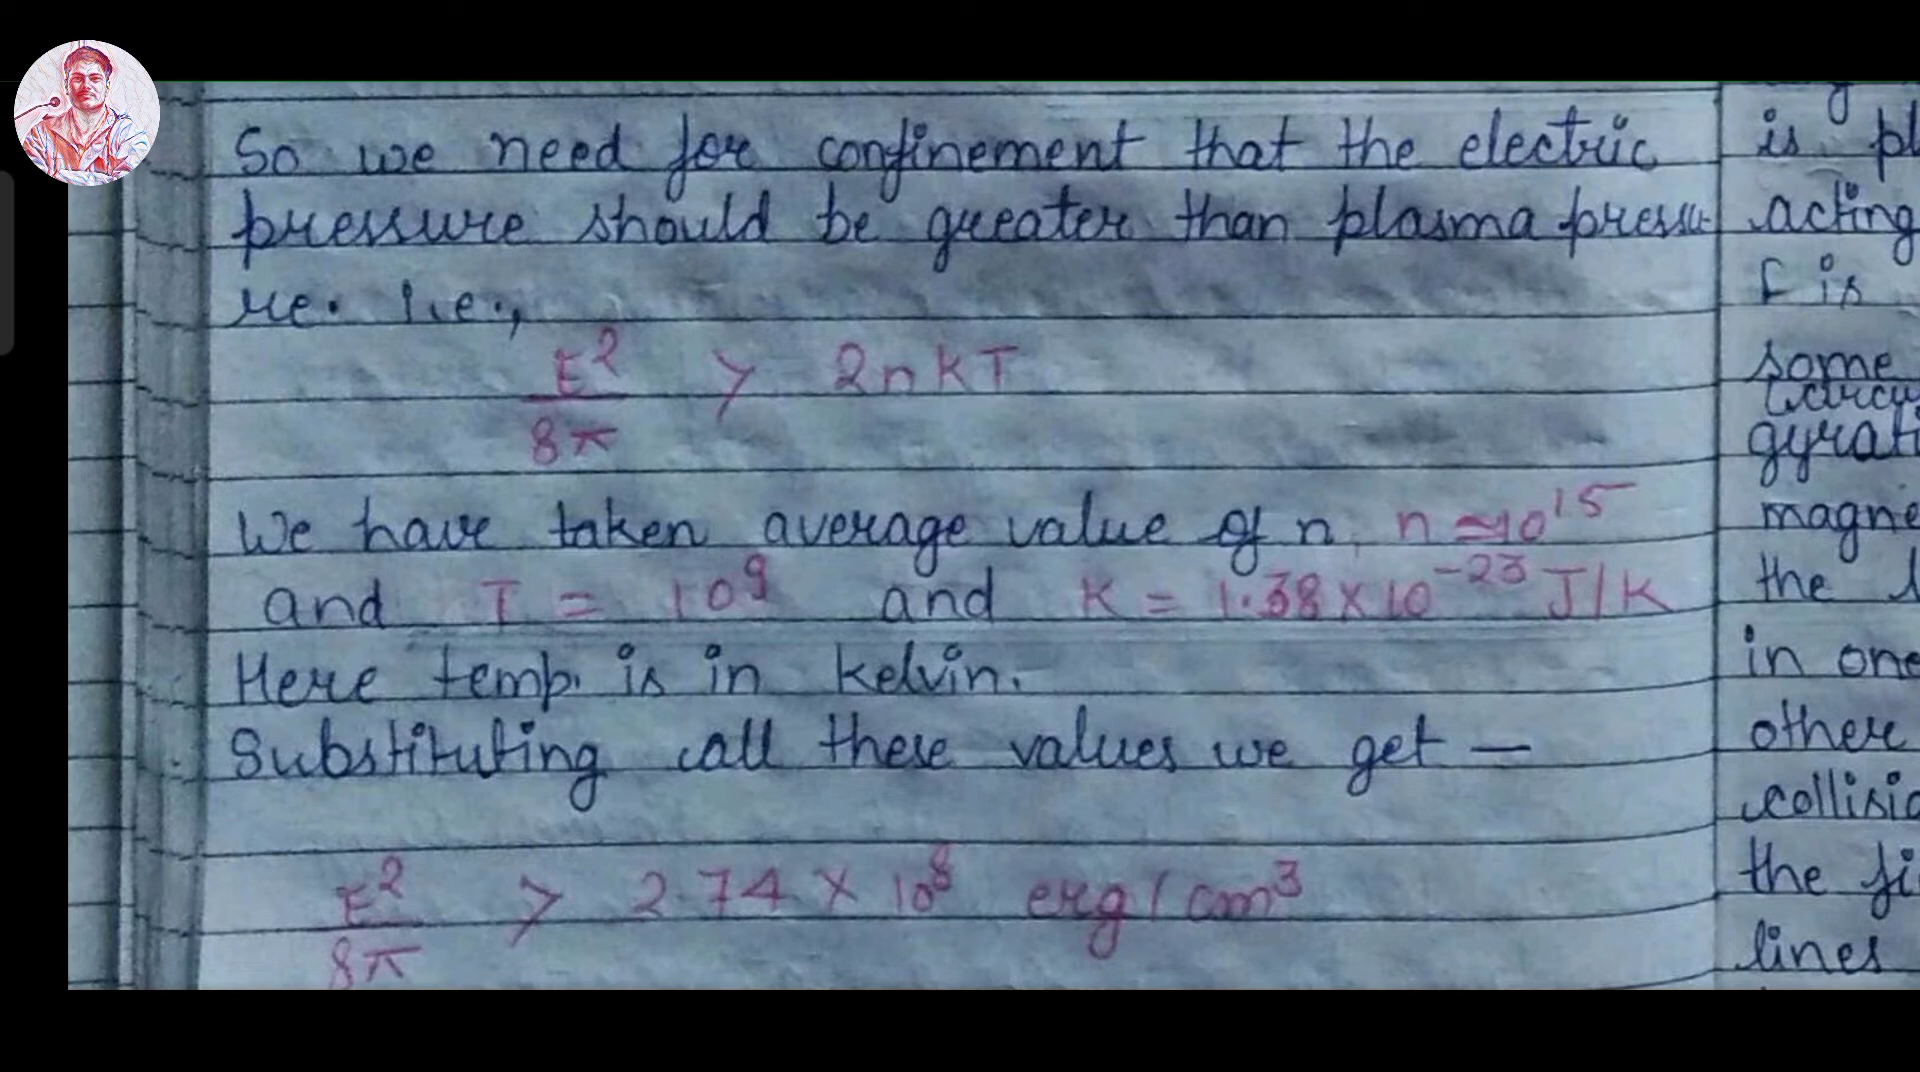 So we need for confinement that the electric
pressure should be greater than plasma pressu-
re. i.e.,
E²/8π > 2nKT
We have taken average value of n, n ≃ 10¹⁵
and T = 10⁹ and K = 1.38 × 10⁻²³ J/K
Here temp. is in Kelvin.
Substituting all these values we get —
E²/8π > 2.74 × 10⁸ erg/cm³
is pl
acting
F is
some
gyrati
magne
the l
in one
other
collisio
the fi
lines